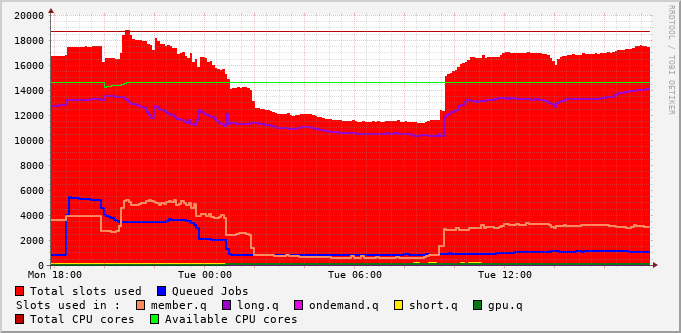 20000
18000
16000
14000
12000
10000
8000
6000
4000
2000
0
Mon 18:00 Tue 00:00 Tue 06:00 Tue 12:00
RRDTOOL / TOBI OETIKER
Total slots used Queued Jobs
Slots used in : member.q long.q ondemand.q short.q gpu.q
Total CPU cores Available CPU cores